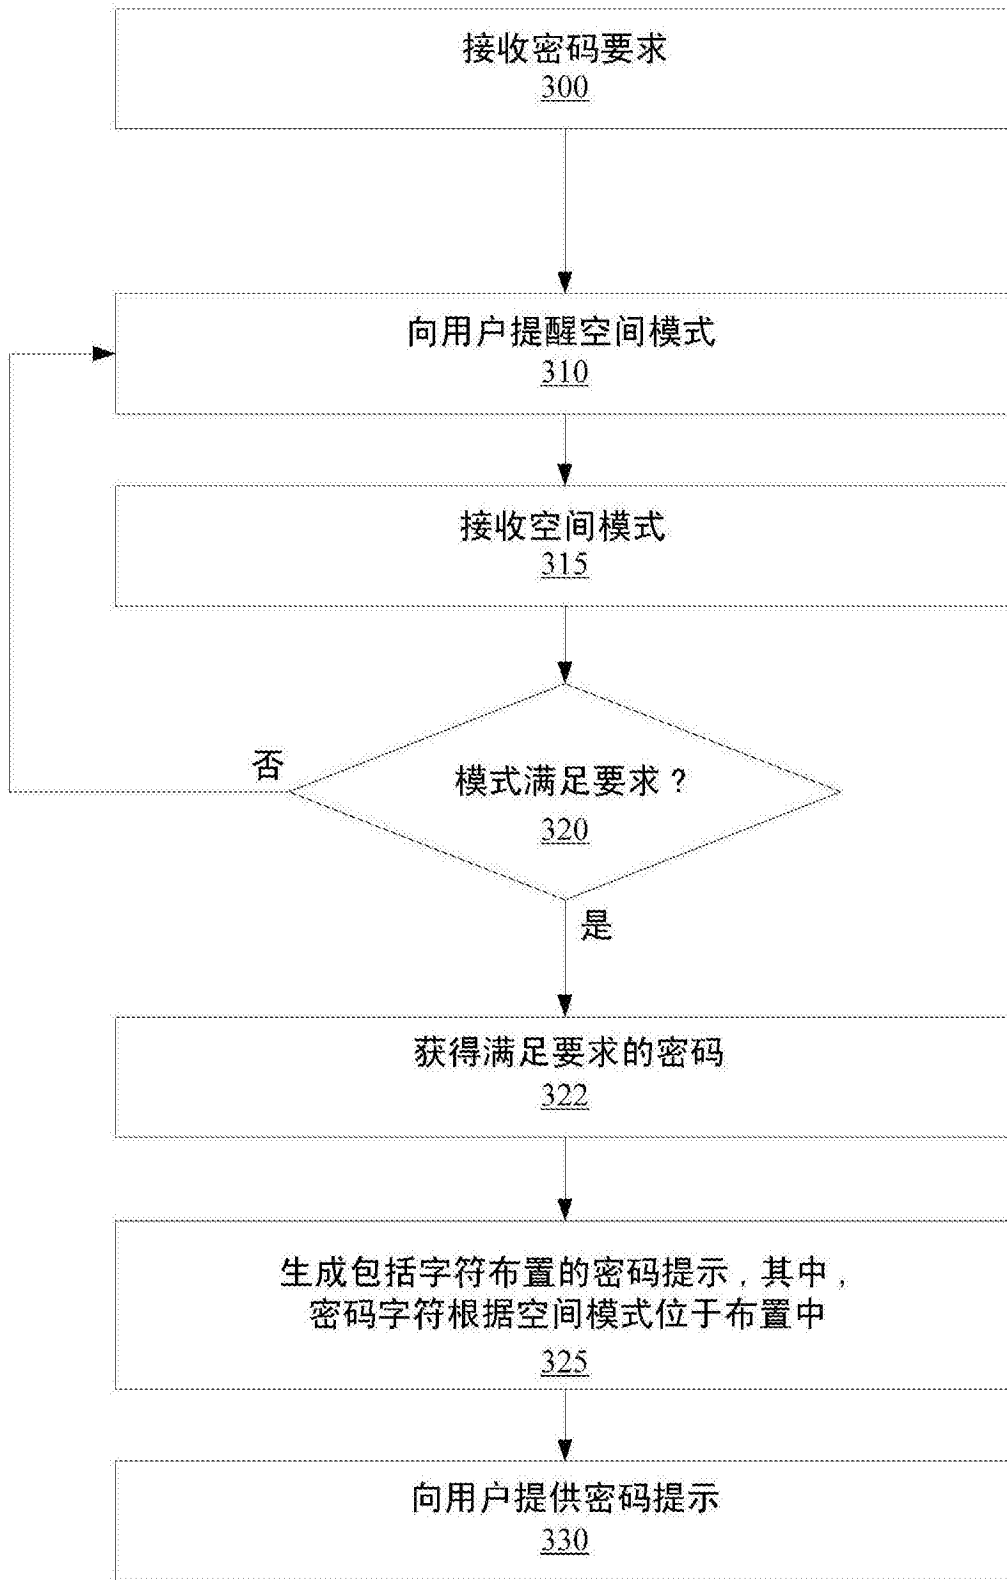 接收密码要求
300
向用户提醒空间模式
310
接收空间模式
315
否
模式满足要求？
320
是
获得满足要求的密码
322
生成包括字符布置的密码提示，其中，
密码字符根据空间模式位于布置中
325
向用户提供密码提示
330